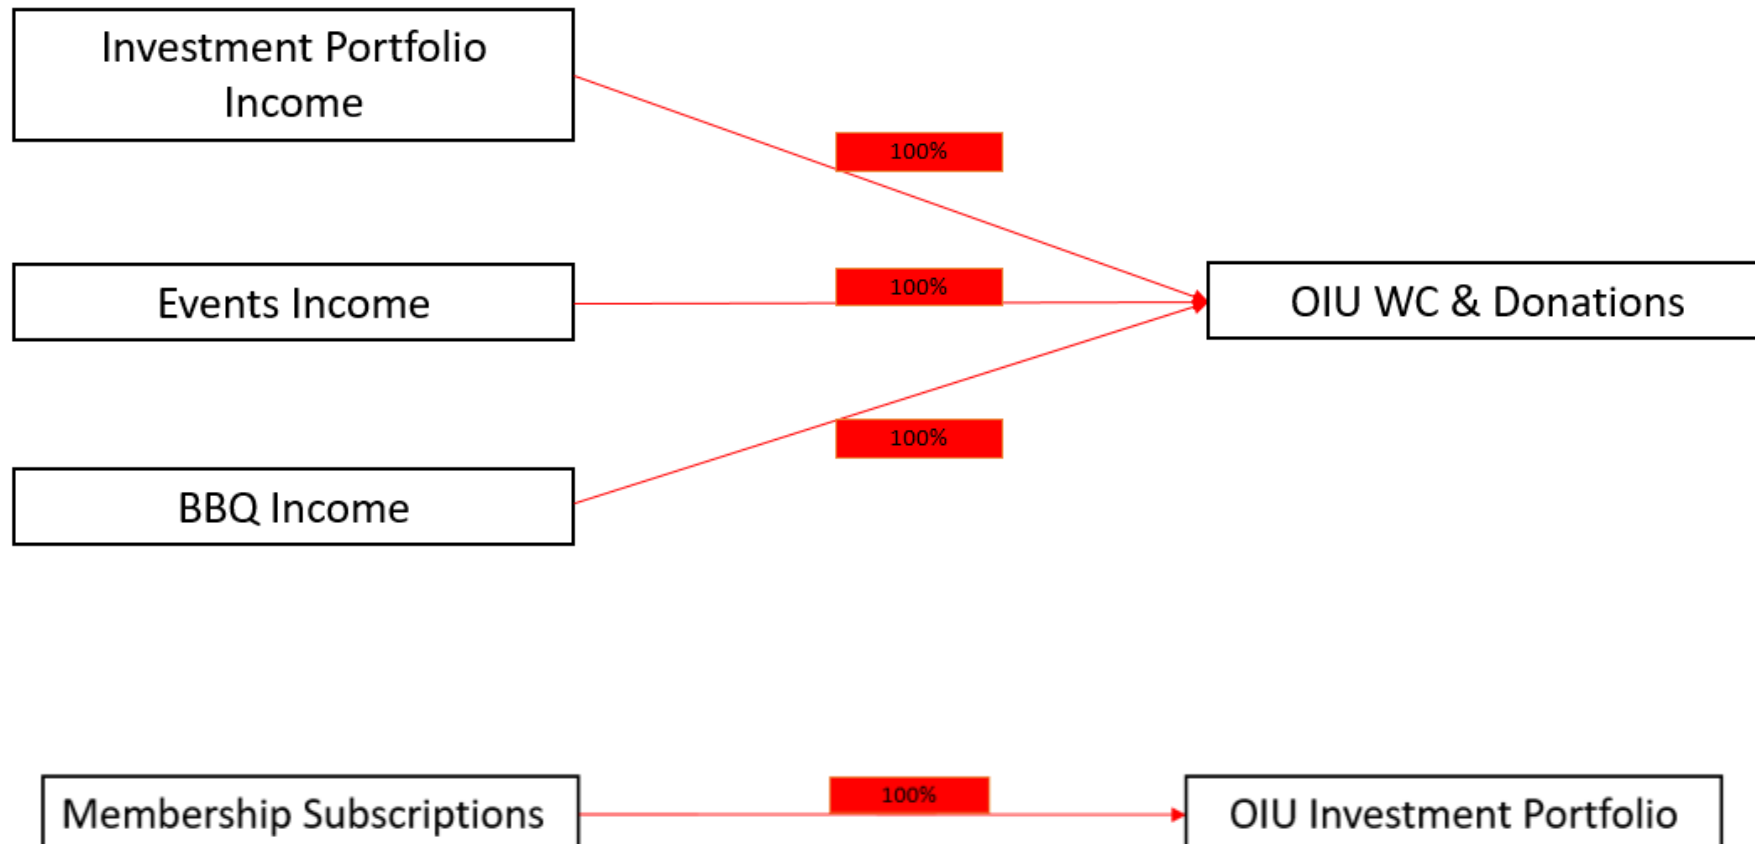 Investment Portfolio
Income
100%
Events Income
100%
OIU WC & Donations
100%
BBQ Income
Membership Subscriptions
100%
OIU Investment Portfolio